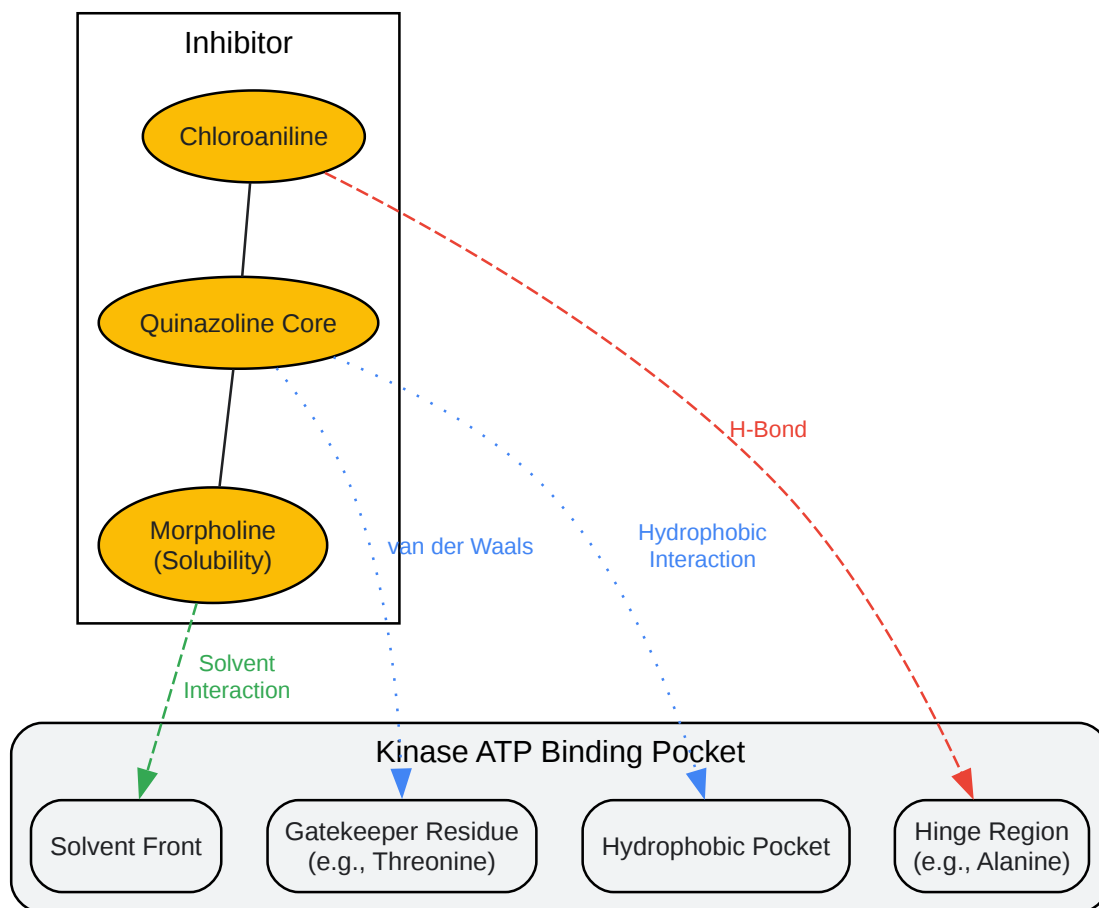 Inhibitor
Chloroaniline
Quinazoline Core
H-Bond
Morpholine
(Solubility)
van der Waals
Hydrophobic
Interaction
Solvent
Interaction
Kinase ATP Binding Pocket
Solvent Front
Gatekeeper Residue
(e.g., Threonine)
Hydrophobic Pocket
Hinge Region
(e.g., Alanine)